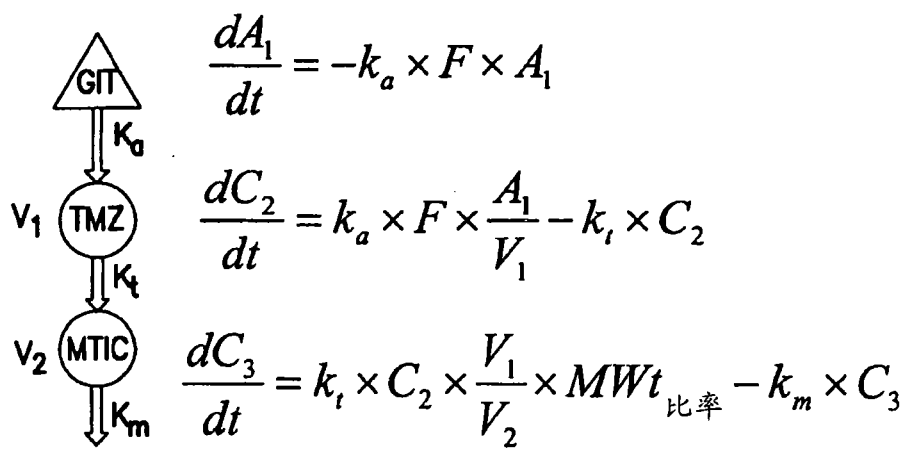 GIT
dA₁/dt = -kₐ × F × A₁
Kₐ
V₁ TMZ
dC₂/dt = kₐ × F × A₁/V₁ - kₜ × C₂
Kₜ
V₂ MTIC
dC₃/dt = kₜ × C₂ × V₁/V₂ × MWt比率 - kₘ × C₃
Kₘ